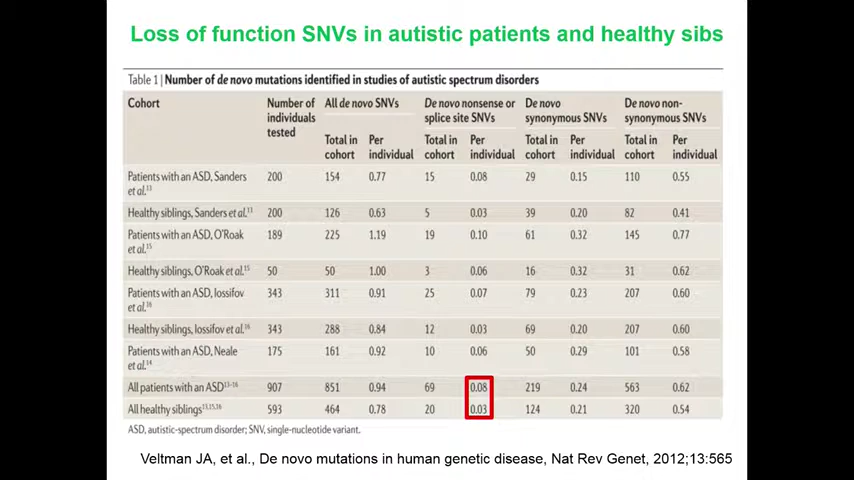 Loss of function SNVs in autistic patients and healthy sibs
Table 1 | Number of de novo mutations identified in studies of autistic spectrum disorders
Cohort Number of individuals tested All de novo SNVs De novo nonsense or splice site SNVs De novo synonymous SNVs De novo non-synonymous SNVs
Total in cohort Per individual Total in cohort Per individual Total in cohort Per individual Total in cohort Per individual
Patients with an ASD, Sanders et al.13 200 154 0.77 15 0.08 29 0.15 110 0.55
Healthy siblings, Sanders et al.13 200 126 0.63 5 0.03 39 0.20 82 0.41
Patients with an ASD, O'Roak et al.15 189 225 1.19 19 0.10 61 0.32 145 0.77
Healthy siblings, O'Roak et al.15 50 50 1.00 3 0.06 16 0.32 31 0.62
Patients with an ASD, Iossifov et al.16 343 311 0.91 25 0.07 79 0.23 207 0.60
Healthy siblings, Iossifov et al.16 343 288 0.84 12 0.03 69 0.20 207 0.60
Patients with an ASD, Neale et al.14 175 161 0.92 10 0.06 50 0.29 101 0.58
All patients with an ASD13–16 907 851 0.94 69 0.08 219 0.24 563 0.62
All healthy siblings13,15,16 593 464 0.78 20 0.03 124 0.21 320 0.54
ASD, autistic-spectrum disorder; SNV, single-nucleotide variant.
Veltman JA, et al., De novo mutations in human genetic disease, Nat Rev Genet, 2012;13:565